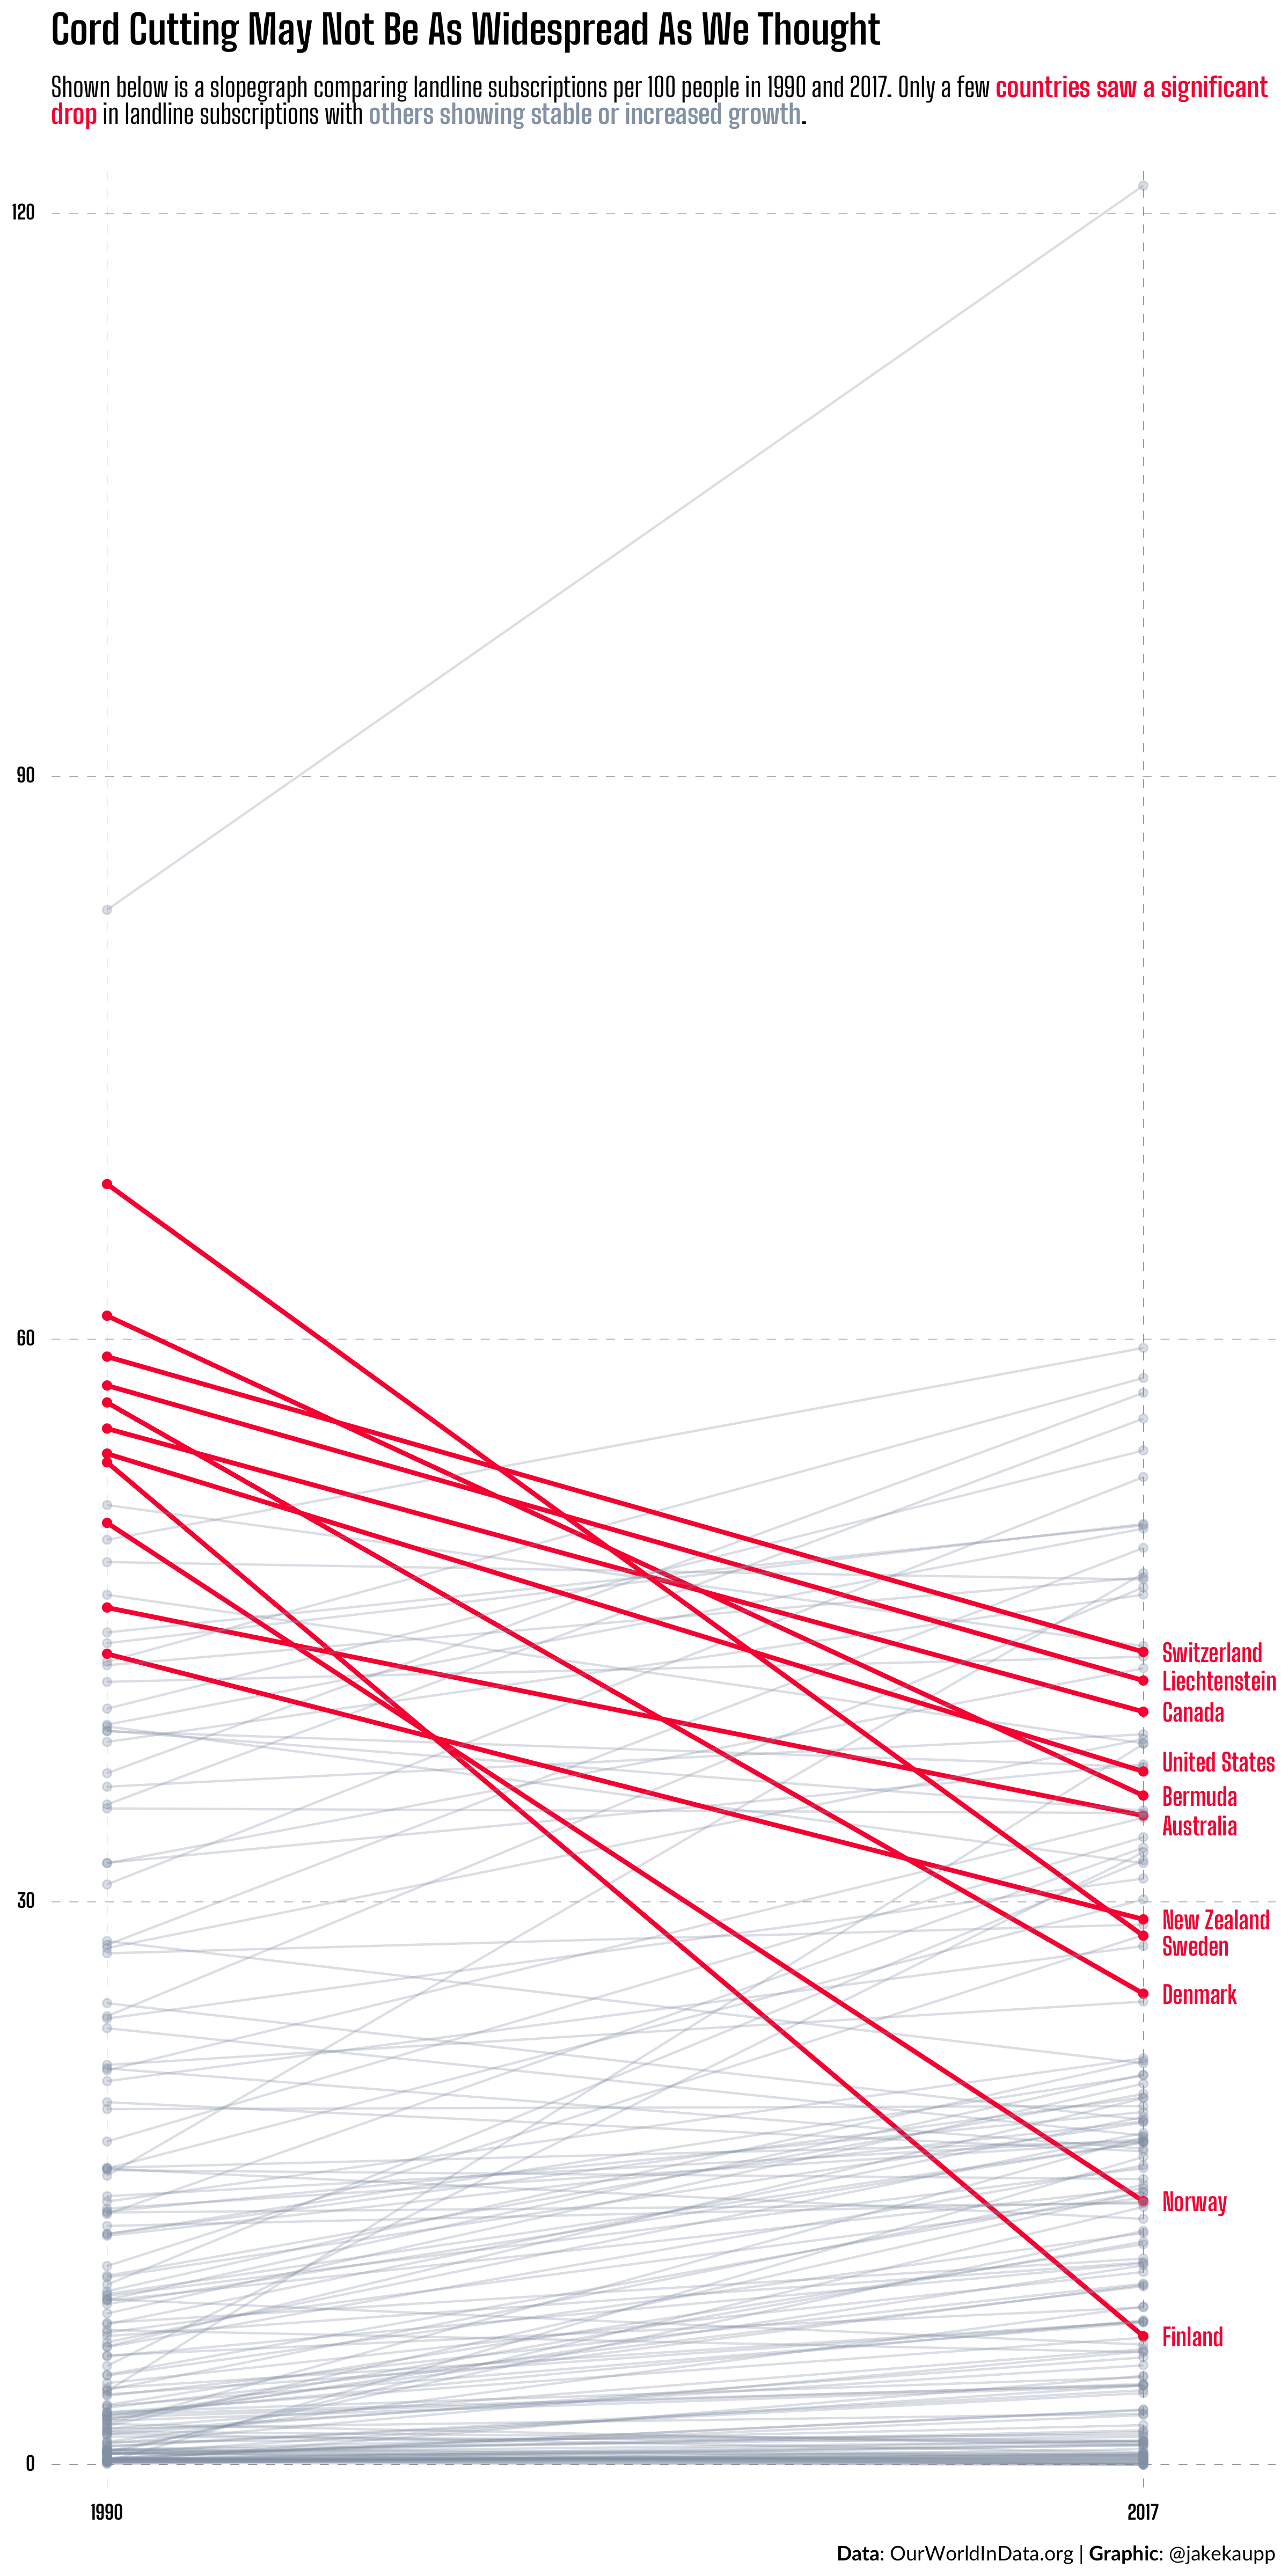 Cord Cutting May Not Be As Widespread As We Thought
Shown below is a slopegraph comparing landline subscriptions per 100 people in 1990 and 2017. Only a few countries saw a significant
drop in landline subscriptions with others showing stable or increased growth.
120
90
60
Switzerland
Liechtenstein
Canada
United States
Bermuda
Australia
30
New Zealand
Sweden
Denmark
Norway
Finland
0
1990
2017
Data: OurWorldInData.org | Graphic: @jakekaupp